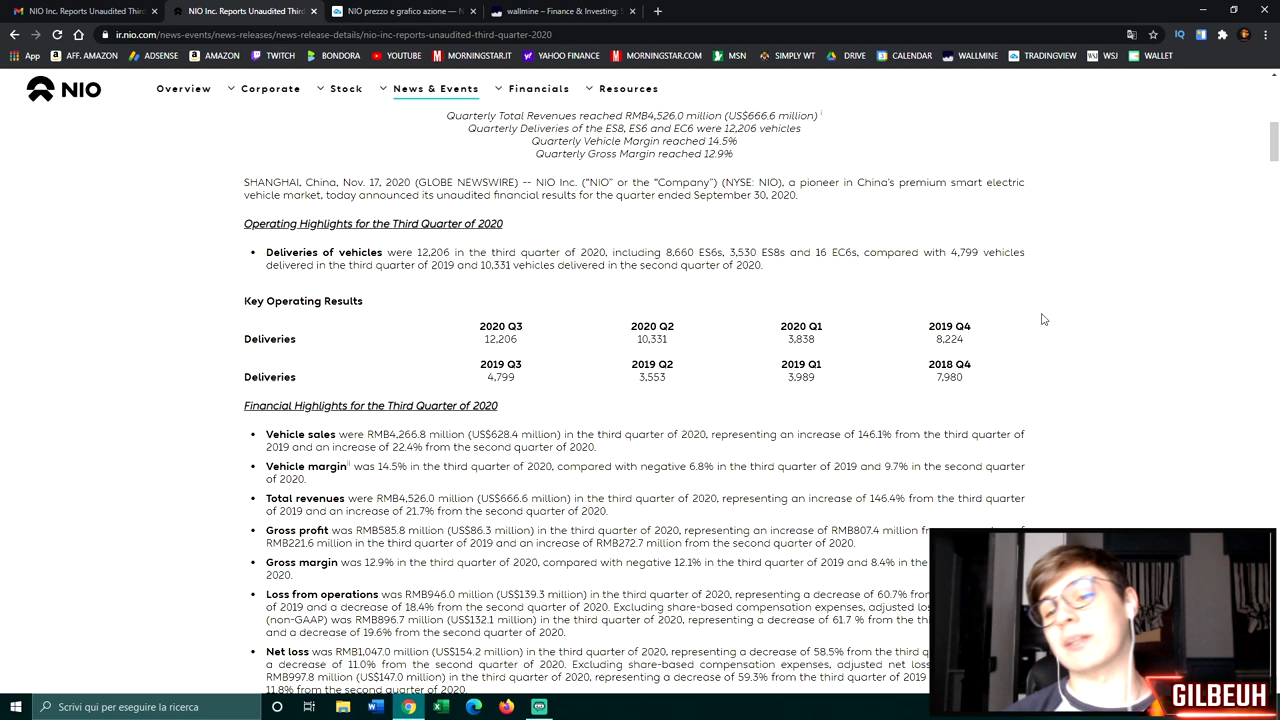 NIO Inc. Reports Unaudited Third
NIO Inc. Reports Unaudited Third
NIO prezzo e grafico azione — N
wallmine – Finance & Investing: S
ir.nio.com/news-events/news-releases/news-release-details/nio-inc-reports-unaudited-third-quarter-2020
AFF. AMAZON ADSENSE AMAZON TWITCH BONDORA YOUTUBE MORNINGSTAR.IT YAHOO FINANCE MORNINGSTAR.COM MSN SIMPLY WT DRIVE CALENDAR WALLMINE TRADINGVIEW WSJ WALLET
NIO Overview Corporate Stock News & Events Financials Resources
Quarterly Total Revenues reached RMB4,526.0 million (US$666.6 million) i
Quarterly Deliveries of the ES8, ES6 and EC6 were 12,206 vehicles
Quarterly Vehicle Margin reached 14.5%
Quarterly Gross Margin reached 12.9%
SHANGHAI, China, Nov. 17, 2020 (GLOBE NEWSWIRE) -- NIO Inc. (“NIO” or the “Company”) (NYSE: NIO), a pioneer in China’s premium smart electric
vehicle market, today announced its unaudited financial results for the quarter ended September 30, 2020.
Operating Highlights for the Third Quarter of 2020
• Deliveries of vehicles were 12,206 in the third quarter of 2020, including 8,660 ES6s, 3,530 ES8s and 16 EC6s, compared with 4,799 vehicles
delivered in the third quarter of 2019 and 10,331 vehicles delivered in the second quarter of 2020.
Key Operating Results
2020 Q3 2020 Q2 2020 Q1 2019 Q4
Deliveries 12,206 10,331 3,838 8,224
2019 Q3 2019 Q2 2019 Q1 2018 Q4
Deliveries 4,799 3,553 3,989 7,980
Financial Highlights for the Third Quarter of 2020
• Vehicle sales were RMB4,266.8 million (US$628.4 million) in the third quarter of 2020, representing an increase of 146.1% from the third quarter of
2019 and an increase of 22.4% from the second quarter of 2020.
• Vehicle margin ii was 14.5% in the third quarter of 2020, compared with negative 6.8% in the third quarter of 2019 and 9.7% in the second quarter
of 2020.
• Total revenues were RMB4,526.0 million (US$666.6 million) in the third quarter of 2020, representing an increase of 146.4% from the third quarter
of 2019 and an increase of 21.7% from the second quarter of 2020.
• Gross profit was RMB585.8 million (US$86.3 million) in the third quarter of 2020, representing an increase of RMB807.4 million
RMB221.6 million in the third quarter of 2019 and an increase of RMB272.7 million from the second quarter of 2020.
• Gross margin was 12.9% in the third quarter of 2020, compared with negative 12.1% in the third quarter of 2019 and 8.4% in the
2020.
• Loss from operations was RMB946.0 million (US$139.3 million) in the third quarter of 2020, representing a decrease of 60.7%
of 2019 and a decrease of 18.4% from the second quarter of 2020. Excluding share-based compensation expenses, adjusted
(non-GAAP) was RMB896.7 million (US$132.1 million) in the third quarter of 2020, representing a decrease of 61.7 % from the
and a decrease of 19.6% from the second quarter of 2020.
• Net loss was RMB1,047.0 million (US$154.2 million) in the third quarter of 2020, representing a decrease of 58.5% from the third
a decrease of 11.0% from the second quarter of 2020. Excluding share-based compensation expenses, adjusted net
RMB997.8 million (US$147.0 million) in the third quarter of 2020, representing a decrease of 59.3% from the third quarter of 2019
11.8% from the second quarter of 2020.
GILBEUH
Scrivi qui per eseguire la ricerca